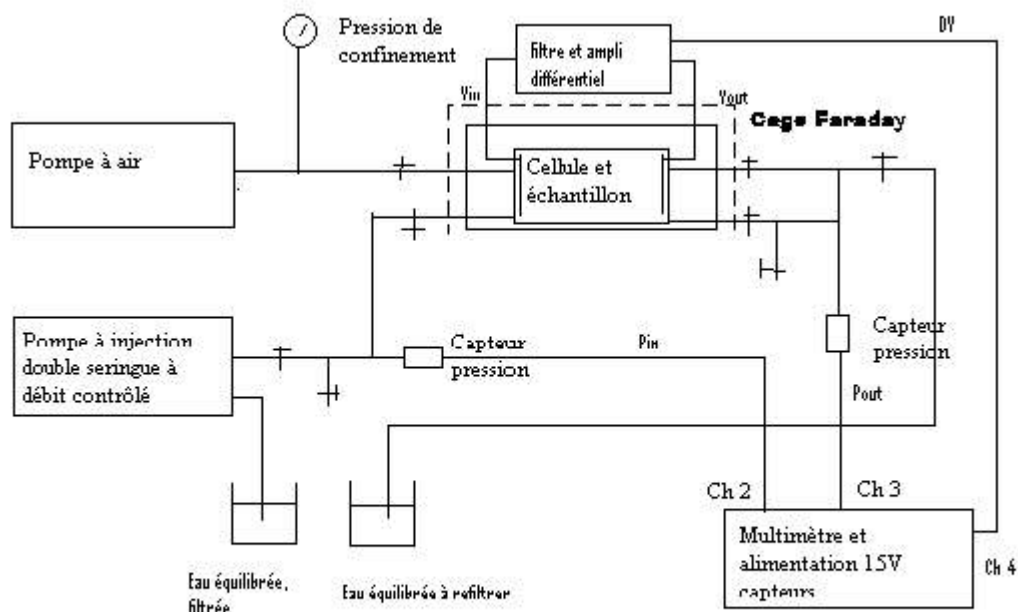 Pression de
confinement
filtre et ampli
différentiel
DV
Vin
Vout
Cage Faraday
Pompe à air
Cellule et
échantillon
Pompe à injection
double seringue à
débit contrôlé
Capteur
pression
Pin
Capteur
pression
Pout
Ch 2
Ch 3
Multimètre et
alimentation 15V
capteurs
Ch 4
Eau équilibrée,
filtrée
Eau équilibrée à refiltrer